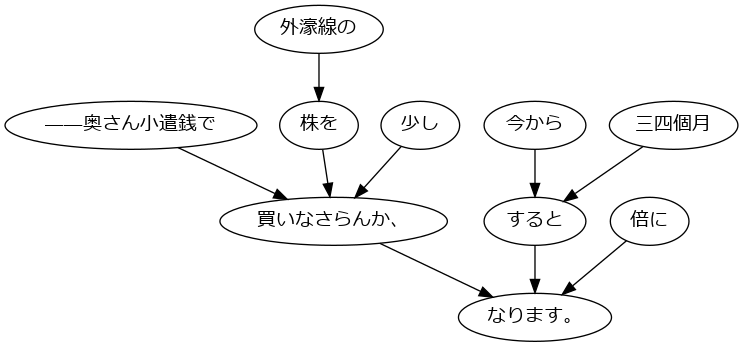 外濠線の
——奥さん小遣銭で
株を
少し
今から
三四個月
買いなさらんか、
すると
倍に
なります。